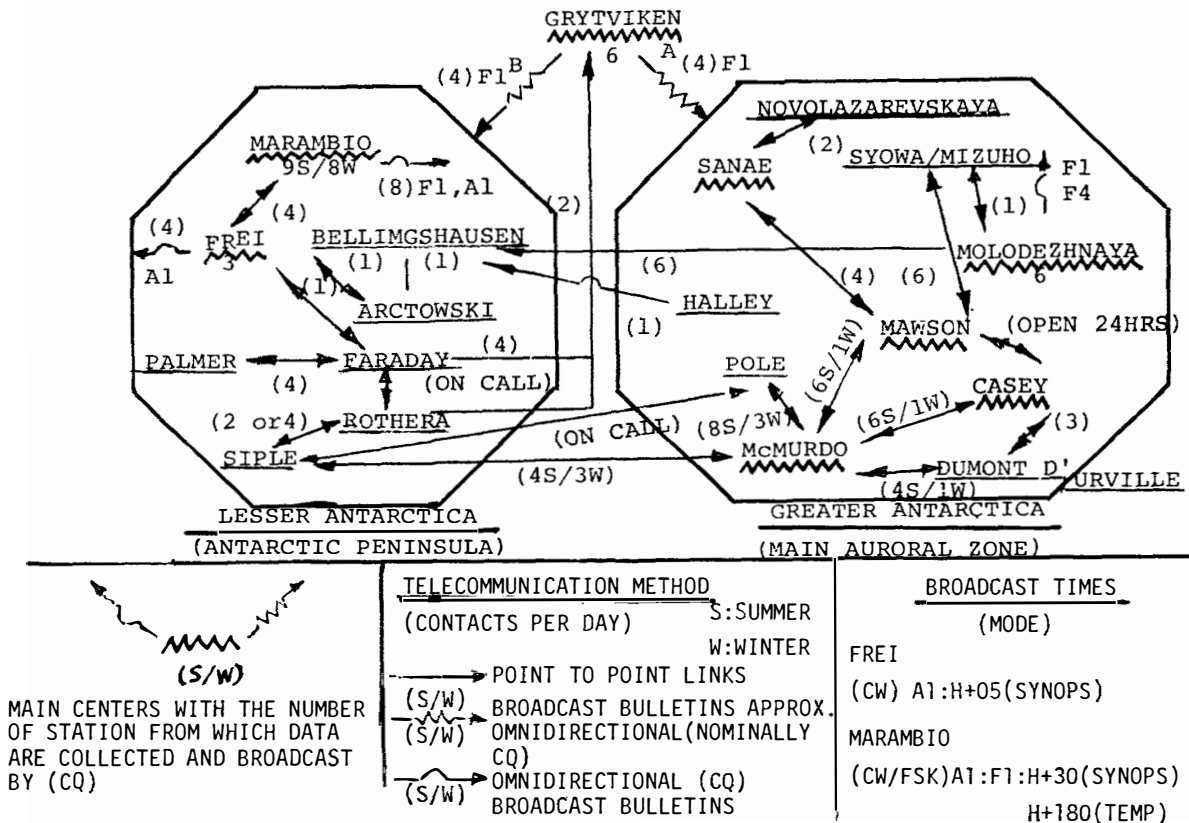 GRYTVIKEN
6
(4)F1 B
A (4)F1
NOVOLAZAREVSKAYA
MARAMBIO
9S/8W
(8)F1,A1
(2)
SANAE
SYOWA/MIZUHO
F1
F4
(4)
(4)
(2)
(1)
A1
FREI
3
BELLIMGSHAUSEN
(1)
(1)
(1)
MOLODEZHNAYA
6
(6)
(4)
(6)
ARCTOWSKI
HALLEY
(1)
MAWSON
(OPEN 24HRS)
(6S/1W)
PALMER
(4)
FARADAY
(4)
(ON CALL)
POLE
CASEY
(2 or4)
ROTHERA
(ON CALL)
(8S/3W)
(6S/1W)
(3)
SIPLE
(4S/3W)
McMURDO
DUMONT D'
URVILLE
(4S/1W)
LESSER ANTARCTICA
(ANTARCTIC PENINSULA)
GREATER ANTARCTICA
(MAIN AURORAL ZONE)
(S/W)
MAIN CENTERS WITH THE NUMBER
OF STATION FROM WHICH DATA
ARE COLLECTED AND BROADCAST
BY (CQ)
TELECOMMUNICATION METHOD
(CONTACTS PER DAY)
S:SUMMER
W:WINTER
POINT TO POINT LINKS
(S/W)
(S/W)
BROADCAST BULLETINS APPROX.
OMNIDIRECTIONAL(NOMINALLY
CQ)
(S/W)
OMNIDIRECTIONAL (CQ)
BROADCAST BULLETINS
BROADCAST TIMES
(MODE)
FREI
(CW) A1:H+05(SYNOPS)
MARAMBIO
(CW/FSK)A1:F1:H+30(SYNOPS)
H+180(TEMP)